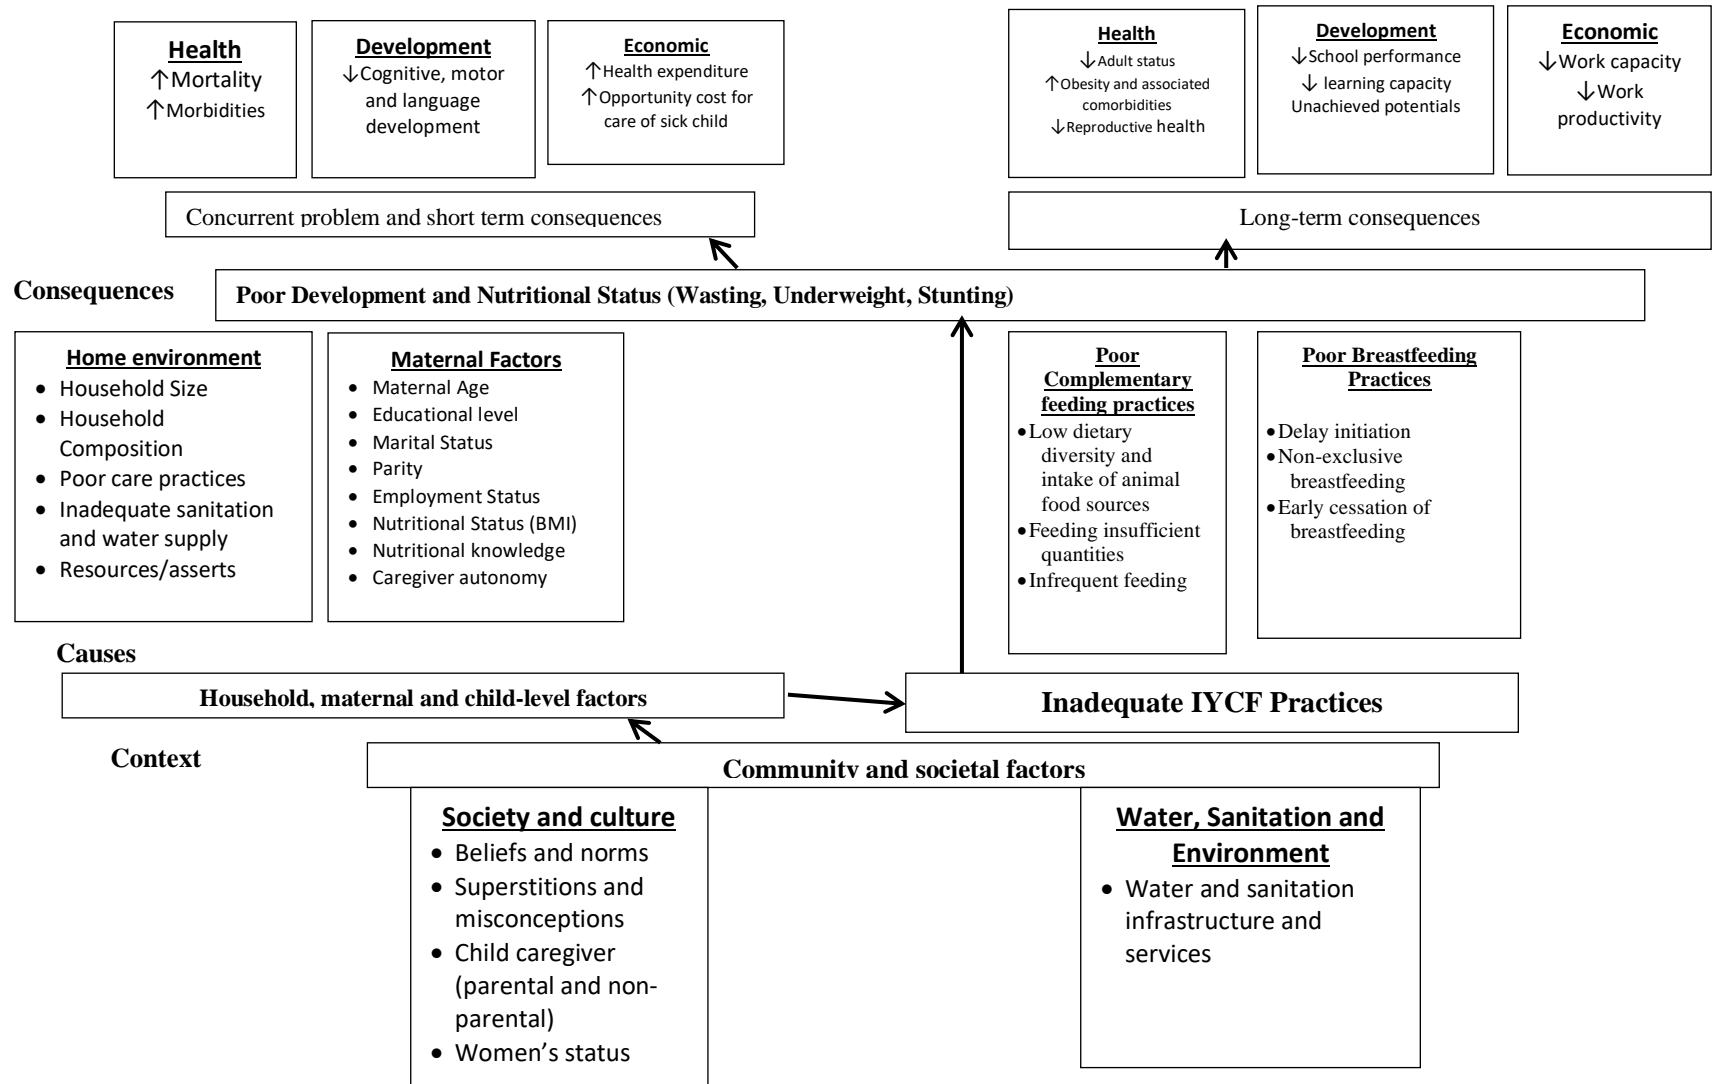 Health
↑Mortality
↑Morbidities
Development
↓Cognitive, motor
and language
development
Economic
↑Health expenditure
↑Opportunity cost for
care of sick child
Health
↓Adult status
↑Obesity and associated
comorbidities
↓Reproductive health
Development
↓School performance
↓ learning capacity
Unachieved potentials
Economic
↓Work capacity
↓Work
productivity
Concurrent problem and short term consequences
Long-term consequences
Consequences
Poor Development and Nutritional Status (Wasting, Underweight, Stunting)
Home environment
• Household Size
• Household
Composition
• Poor care practices
• Inadequate sanitation
and water supply
• Resources/asserts
Maternal Factors
• Maternal Age
• Educational level
• Marital Status
• Parity
• Employment Status
• Nutritional Status (BMI)
• Nutritional knowledge
• Caregiver autonomy
Poor
Complementary
feeding practices
• Low dietary
diversity and
intake of animal
food sources
• Feeding insufficient
quantities
• Infrequent feeding
Poor Breastfeeding
Practices
• Delay initiation
• Non-exclusive
breastfeeding
• Early cessation of
breastfeeding
Causes
Household, maternal and child-level factors
Inadequate IYCF Practices
Context
Community and societal factors
Society and culture
• Beliefs and norms
• Superstitions and
misconceptions
• Child caregiver
(parental and non-
parental)
• Women’s status
Water, Sanitation and
Environment
• Water and sanitation
infrastructure and
services